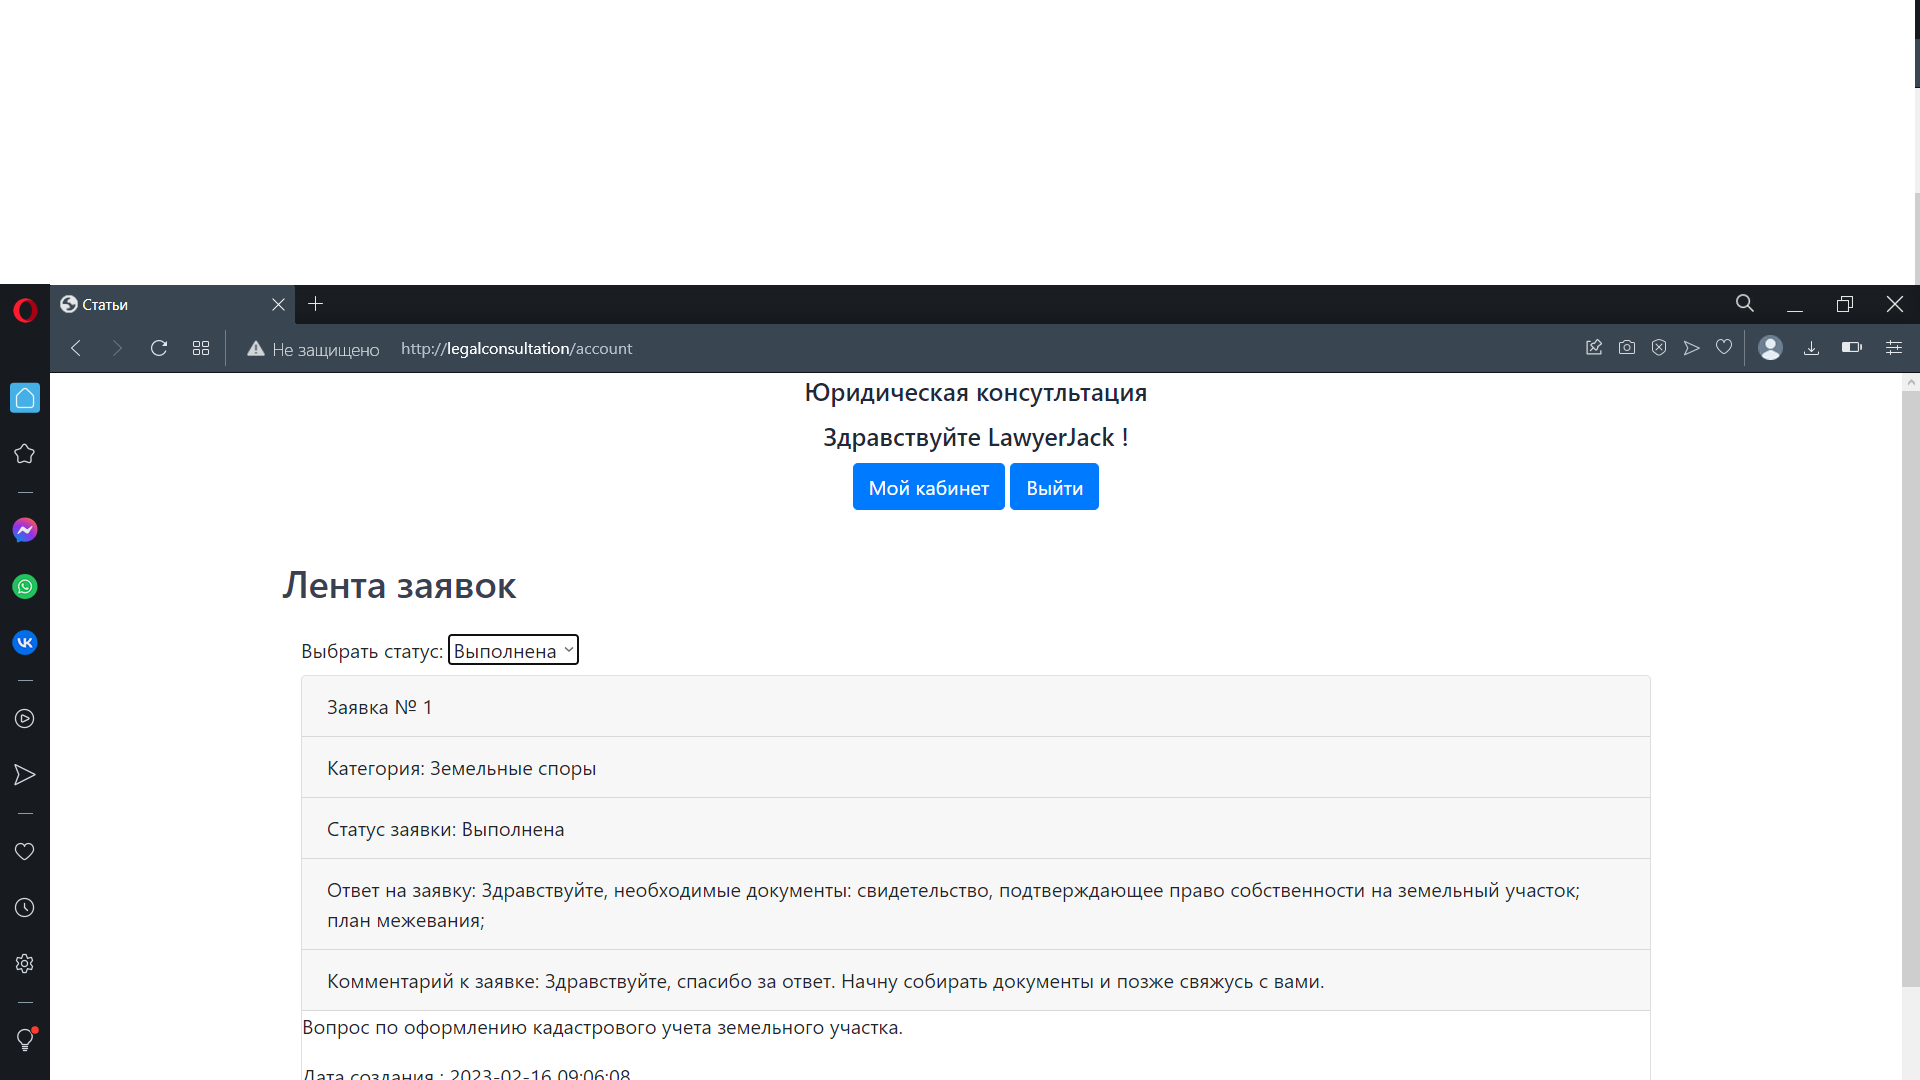 Статьи
Не защищено http://legalconsultation/account
Юридическая консутльтация
Здравствуйте LawyerJack !
Мой кабинет Выйти
Лента заявок
Выбрать статус: Выполнена
Заявка № 1
Категория: Земельные споры
Статус заявки: Выполнена
Ответ на заявку: Здравствуйте, необходимые документы: свидетельство, подтверждающее право собственности на земельный участок;
план межевания;
Комментарий к заявке: Здравствуйте, спасибо за ответ. Начну собирать документы и позже свяжусь с вами.
Вопрос по оформлению кадастрового учета земельного участка.
Дата создания : 2023-02-16 09:06:08